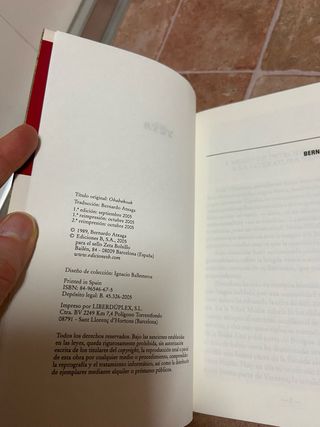 Título original: Obabakoak
Traducción: Bernardo Atxaga
1.ª edición: septiembre 2005
1.ª reimpresión: octubre 2005
2.ª reimpresión: octubre 2005
© 1989, Bernardo Atxaga
© Ediciones B, S.A., 2005
para el sello Zeta Bolsillo
Bailén, 84 - 08009 Barcelona (España)
www.edicionesb.com
Diseño de colección: Ignacio Ballesteros
Printed in Spain
ISBN: 84-96546-67-8
Depósito legal: B. 45.326-2005
Impreso por LIBERDÚPLEX, S.L.
Ctra. BV 2249 Km 7,4 Polígono Torrentfondo
08791 - Sant Llorenç d'Hortons (Barcelona)
Todos los derechos reservados. Bajo las sanciones establecidas
en las leyes, queda rigurosamente prohibida, sin autorización
escrita de los titulares del copyright, la reproducción total o parcial
de esta obra por cualquier medio o procedimiento, comprendidos
la reprografía y el tratamiento informático, así como la distribución
de ejemplares mediante alquiler o préstamo públicos.
BERN